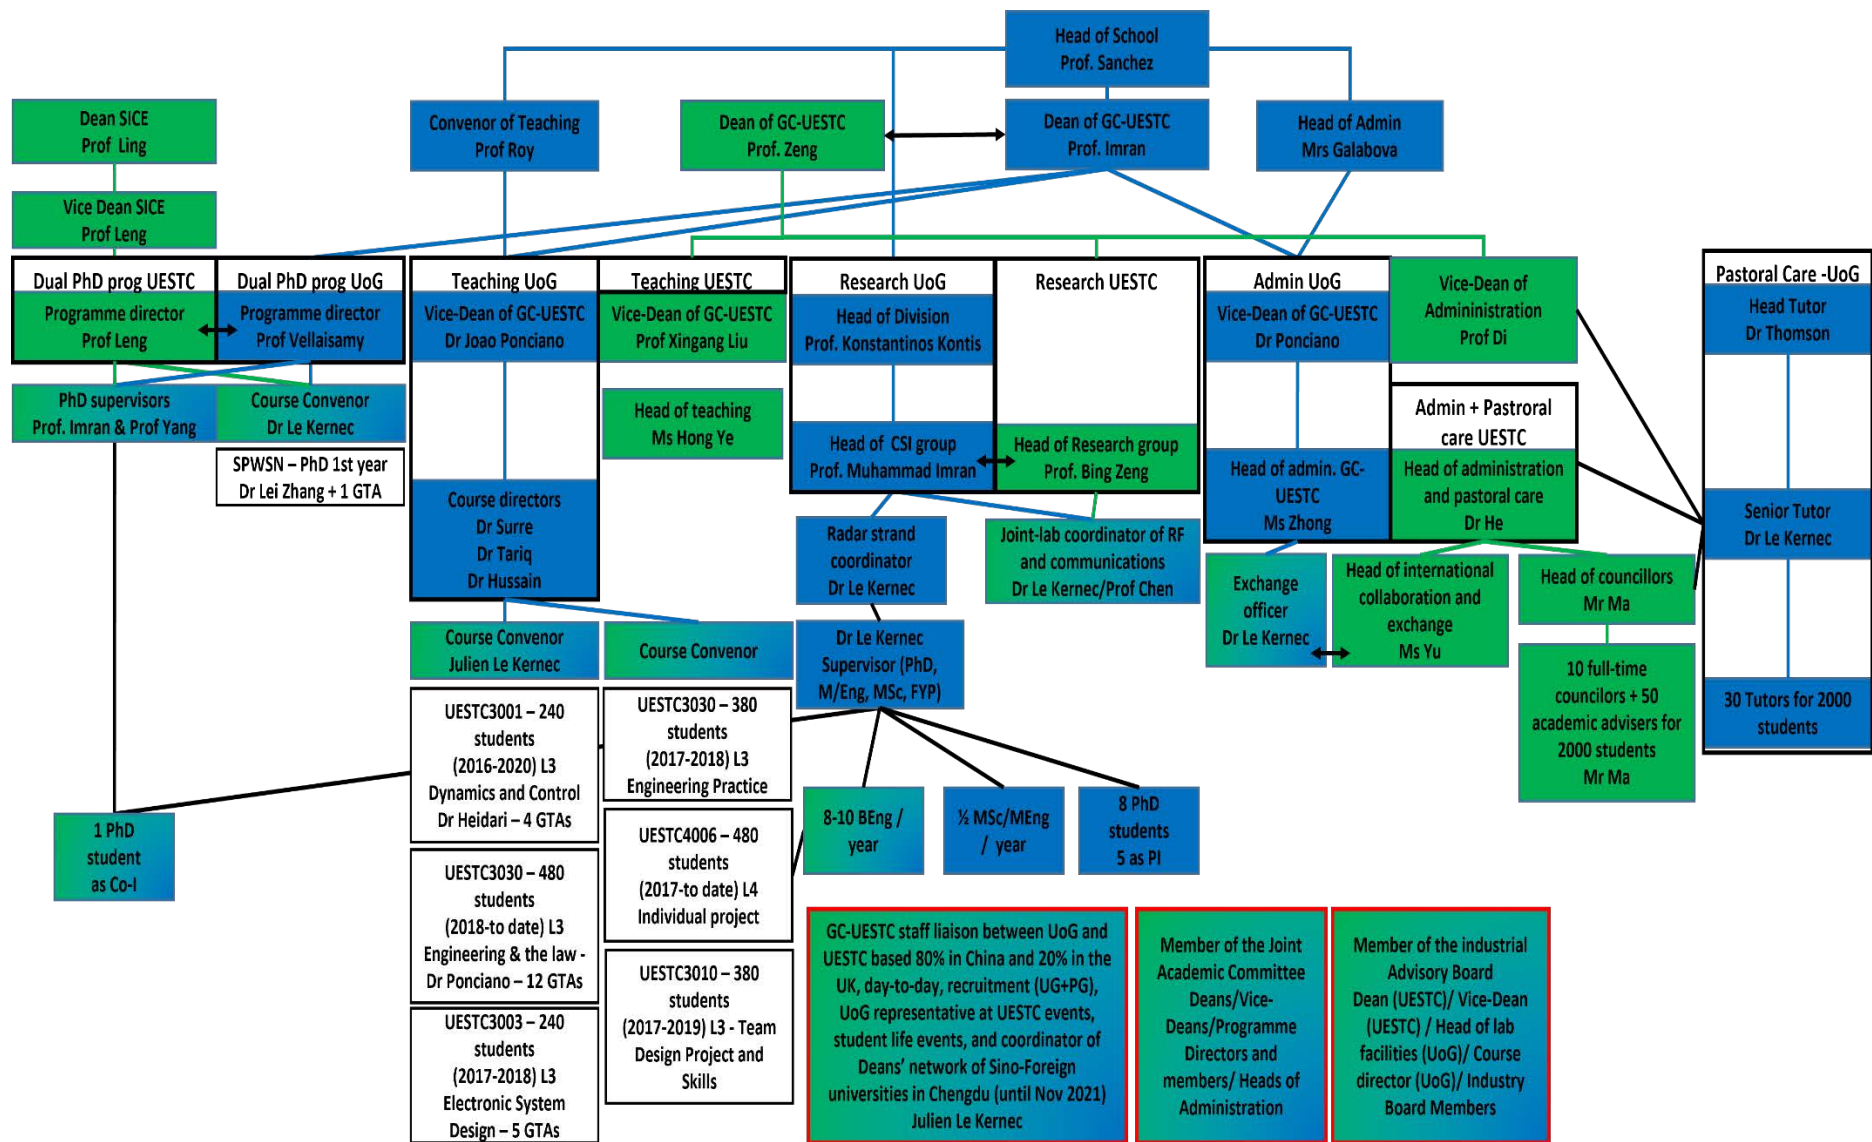 Head of School
Prof. Sanchez
Dean SICE
Prof Ling
Convenor of Teaching
Prof Roy
Dean of GC-UESTC
Prof. Zeng
Dean of GC-UESTC
Prof. Imran
Head of Admin
Mrs Galabova
Vice Dean SICE
Prof Leng
Dual PhD prog UESTC
Programme director
Prof Leng
Dual PhD prog UoG
Programme director
Prof Vellaisamy
Teaching UoG
Vice-Dean of GC-UESTC
Dr Joao Ponciano
Teaching UESTC
Vice-Dean of GC-UESTC
Prof Xingang Liu
Research UoG
Head of Division
Prof. Konstantinos Kontis
Research UESTC
Admin UoG
Vice-Dean of GC-UESTC
Dr Ponciano
Vice-Dean of
Admininistration
Prof Di
Pastoral Care -UoG
Head Tutor
Dr Thomson
PhD supervisors
Prof. Imran & Prof Yang
Course Convenor
Dr Le Kernec
SPWSN – PhD 1st year
Dr Lei Zhang + 1 GTA
Head of teaching
Ms Hong Ye
Course directors
Dr Surre
Dr Tariq
Dr Hussain
Head of CSI group
Prof. Muhammad Imran
Head of Research group
Prof. Bing Zeng
Head of admin. GC-
UESTC
Ms Zhong
Admin + Pastroral
care UESTC
Head of administration
and pastoral care
Dr He
Senior Tutor
Dr Le Kernec
Radar strand
coordinator
Dr Le Kernec
Joint-lab coordinator of RF
and communications
Dr Le Kernec/Prof Chen
Exchange
officer
Dr Le Kernec
Head of international
collaboration and
exchange
Ms Yu
Head of councillors
Mr Ma
Course Convenor
Julien Le Kernec
Course Convenor
Dr Le Kernec
Supervisor (PhD,
M/Eng, MSc, FYP)
10 full-time
councilors + 50
academic advisers for
2000 students
Mr Ma
30 Tutors for 2000
students
UESTC3001 – 240
students
(2016-2020) L3
Dynamics and Control
Dr Heidari – 4 GTAs
UESTC3030 – 380
students
(2017-2018) L3
Engineering Practice
1 PhD
student
as Co-I
UESTC4006 – 480
students
(2017-to date) L4
Individual project
8-10 BEng /
year
½ MSc/MEng
/ year
8 PhD
students
5 as PI
UESTC3030 – 480
students
(2018-to date) L3
Engineering & the law -
Dr Ponciano – 12 GTAs
UESTC3010 – 380
students
(2017-2019) L3 - Team
Design Project and
Skills
UESTC3003 – 240
students
(2017-2018) L3
Electronic System
Design – 5 GTAs
GC-UESTC staff liaison between UoG and
UESTC based 80% in China and 20% in the
UK, day-to-day, recruitment (UG+PG),
UoG representative at UESTC events,
student life events, and coordinator of
Deans' network of Sino-Foreign
universities in Chengdu (until Nov 2021)
Julien Le Kernec
Member of the Joint
Academic Committee
Deans/Vice-
Deans/Programme
Directors and
members/ Heads of
Administration
Member of the industrial
Advisory Board
Dean (UESTC)/ Vice-Dean
(UESTC) / Head of lab
facilities (UoG)/ Course
director (UoG)/ Industry
Board Members